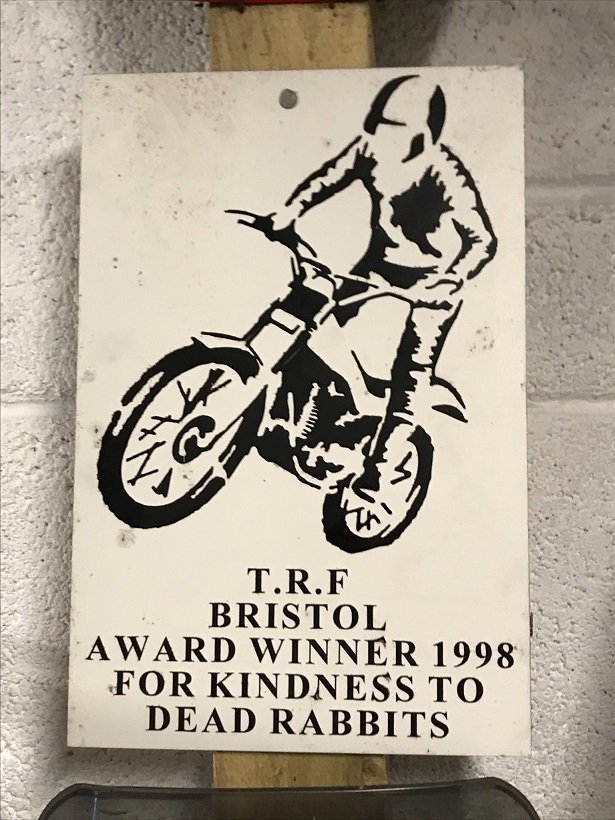 T.R.F
BRISTOL
AWARD WINNER 1998
FOR KINDNESS TO
DEAD RABBITS